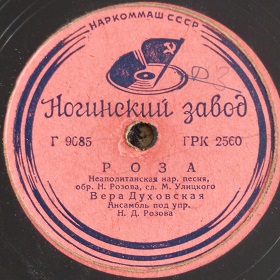 НАРКОММАШ СССР
Ногинский завод
Г 9685 ГРК 2560
РОЗА
Неаполитанская нар. песня,
обр. Н. Розова, сл. М. Улицкого
Вера Духовская
Ансамбль под упр.
Н. Д. Розова